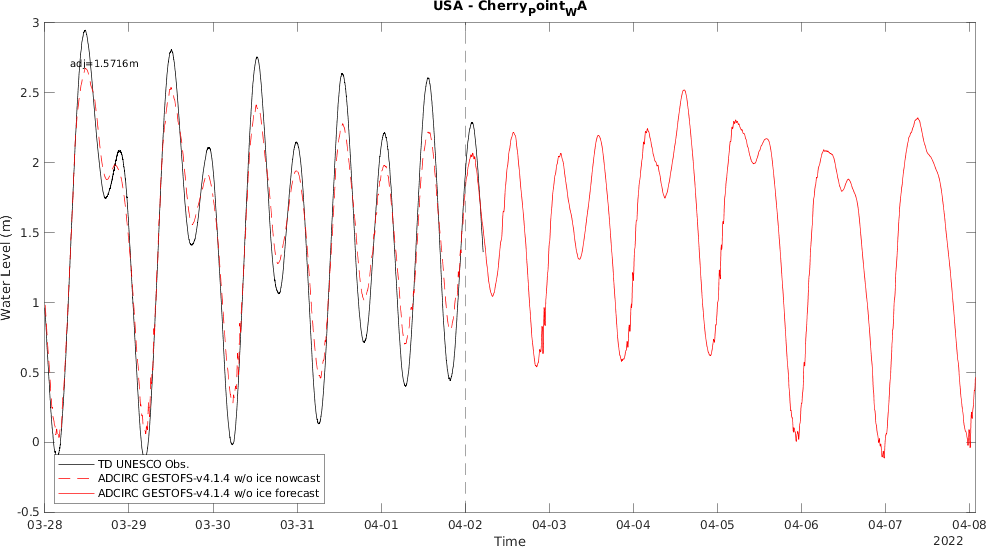 USA - Cherry_Point_WA
adj=1.5716m
3
2.5
2
1.5
1
0.5
0
-0.5
Water Level (m)
TD UNESCO Obs.
ADCIRC GESTOFS-v4.1.4 w/o ice nowcast
ADCIRC GESTOFS-v4.1.4 w/o ice forecast
03-28 03-29 03-30 03-31 04-01 04-02 04-03 04-04 04-05 04-06 04-07 04-08
Time
2022